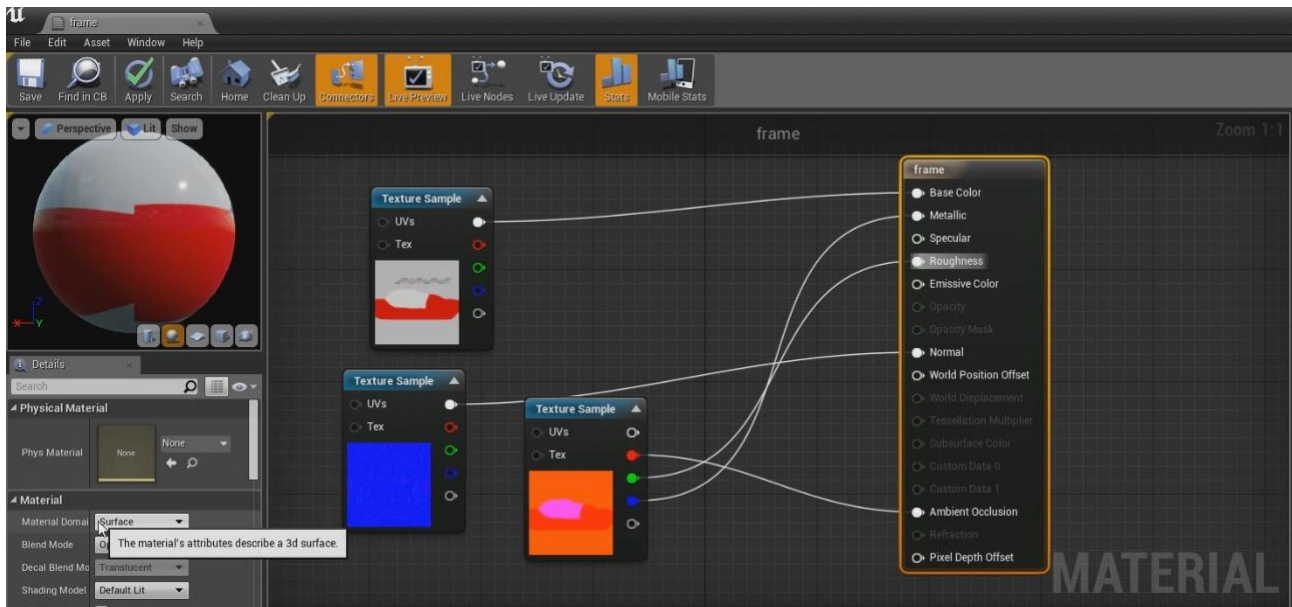 frame
File Edit Asset Window Help
Save Find in CB Apply Search Home Clean Up Connectors Live Preview Live Nodes Live Update Stats Mobile Stats
Perspective Lit Show
frame
Zoom 1:1
Z
X Y
Texture Sample
UVs
Tex
Texture Sample
UVs
Tex
Texture Sample
UVs
Tex
frame
Base Color
Metallic
Specular
Roughness
Emissive Color
Opacity
Opacity Mask
Normal
World Position Offset
World Displacement
Tessellation Multiplier
Subsurface Color
Custom Data 0
Custom Data 1
Ambient Occlusion
Refraction
Pixel Depth Offset
MATERIAL
Details
Search
Physical Material
Phys Material None None
Material
Material Domai Surface
The material's attributes describe a 3d surface.
Blend Mode Op
Decal Blend Mo Translucent
Shading Model Default Lit